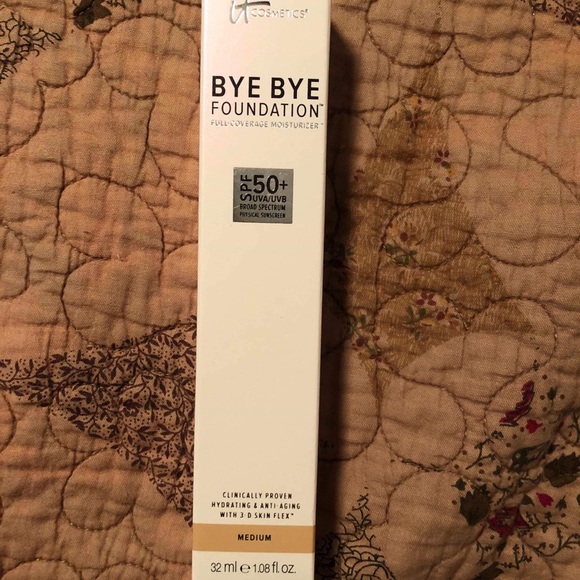 it
COSMETICS
BYE BYE
FOUNDATION™
FULL-COVERAGE MOISTURIZER™
SPF 50+
UVA/UVB
BROAD SPECTRUM
PHYSICAL SUNSCREEN
CLINICALLY PROVEN
HYDRATING & ANTI-AGING
WITH 3-D SKIN FLEX™
MEDIUM
32 ml ℮ 1.08 fl. oz.